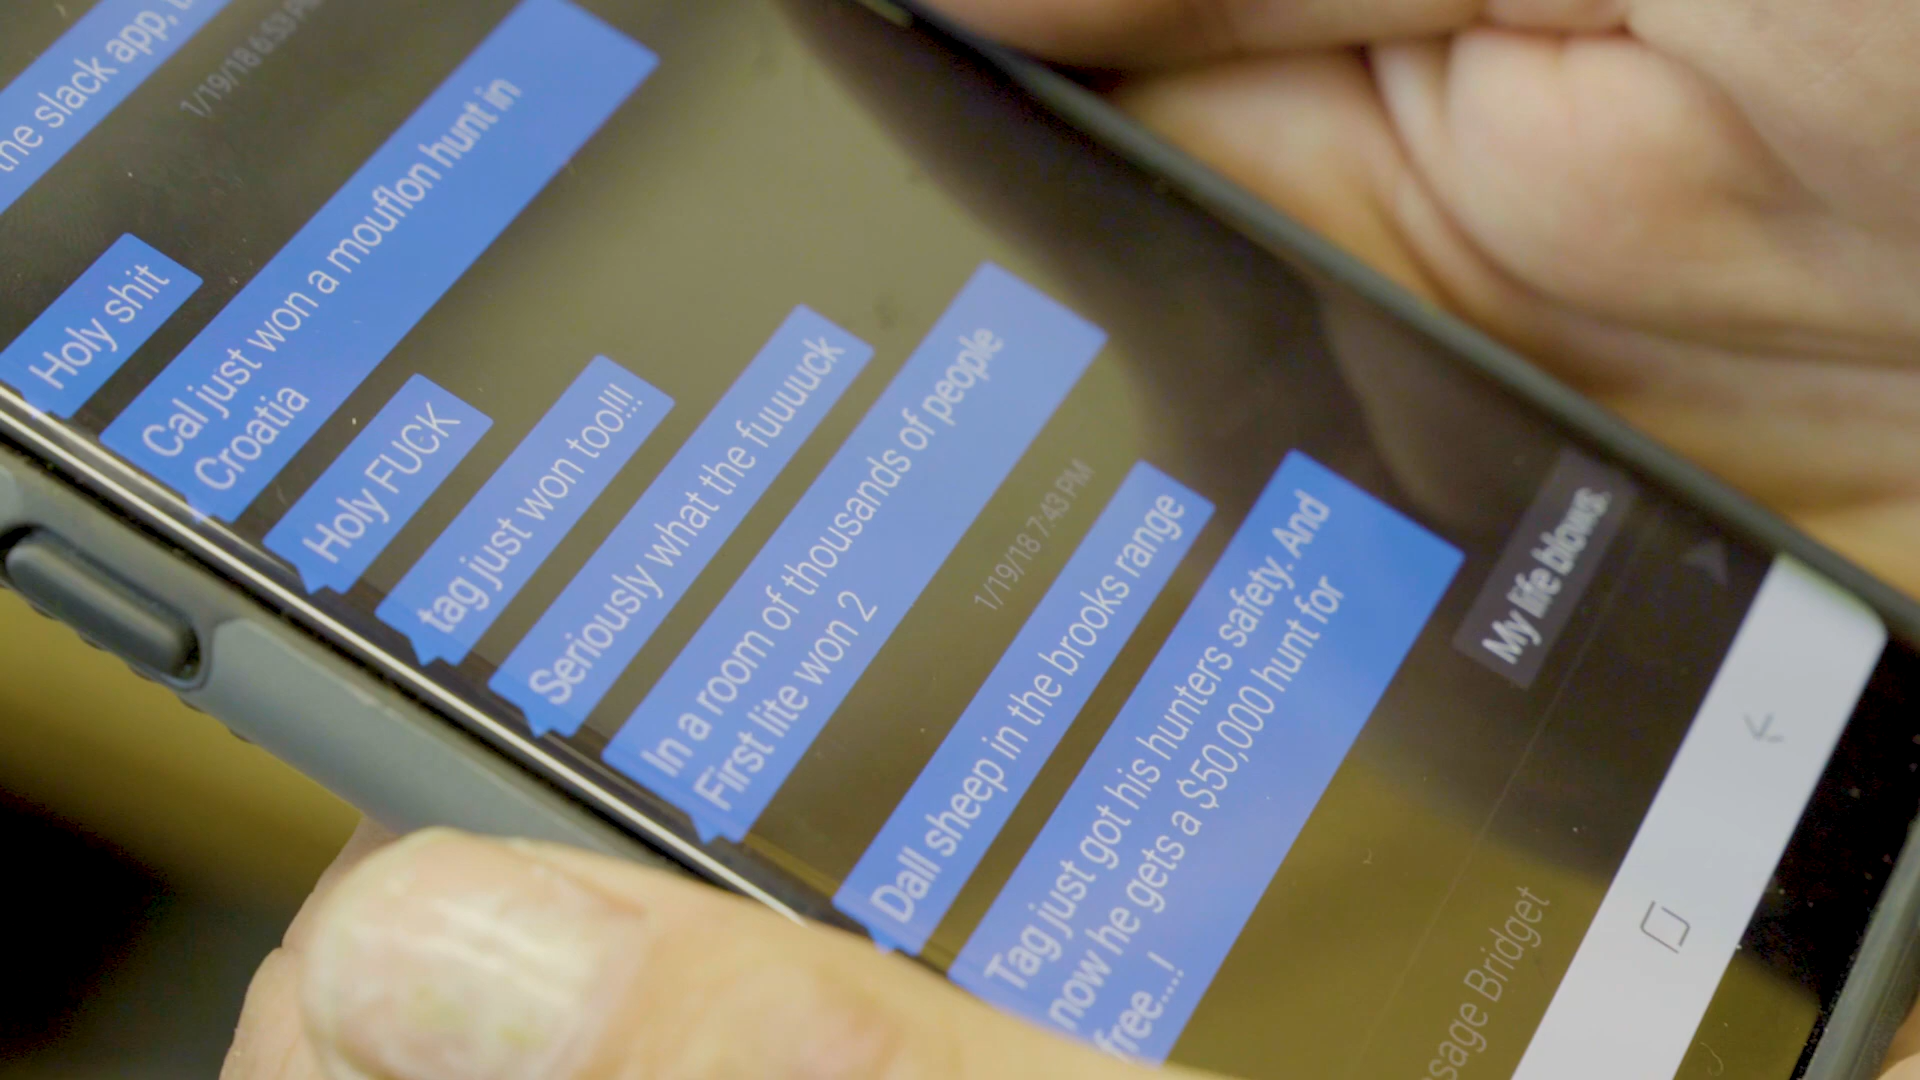 the slack app,
1/19/18 6:53 PM
Holy shit
Cal just won a mouflon hunt in
Croatia
Holy FUCK
tag just won too!!!
Seriously what the fuuuuck
In a room of thousands of people
First lite won 2
1/19/18 7:43 PM
Dall sheep in the brooks range
Tag just got his hunters safety. And
now he gets a $50,000 hunt for
free....!
My life blows.
Bridget